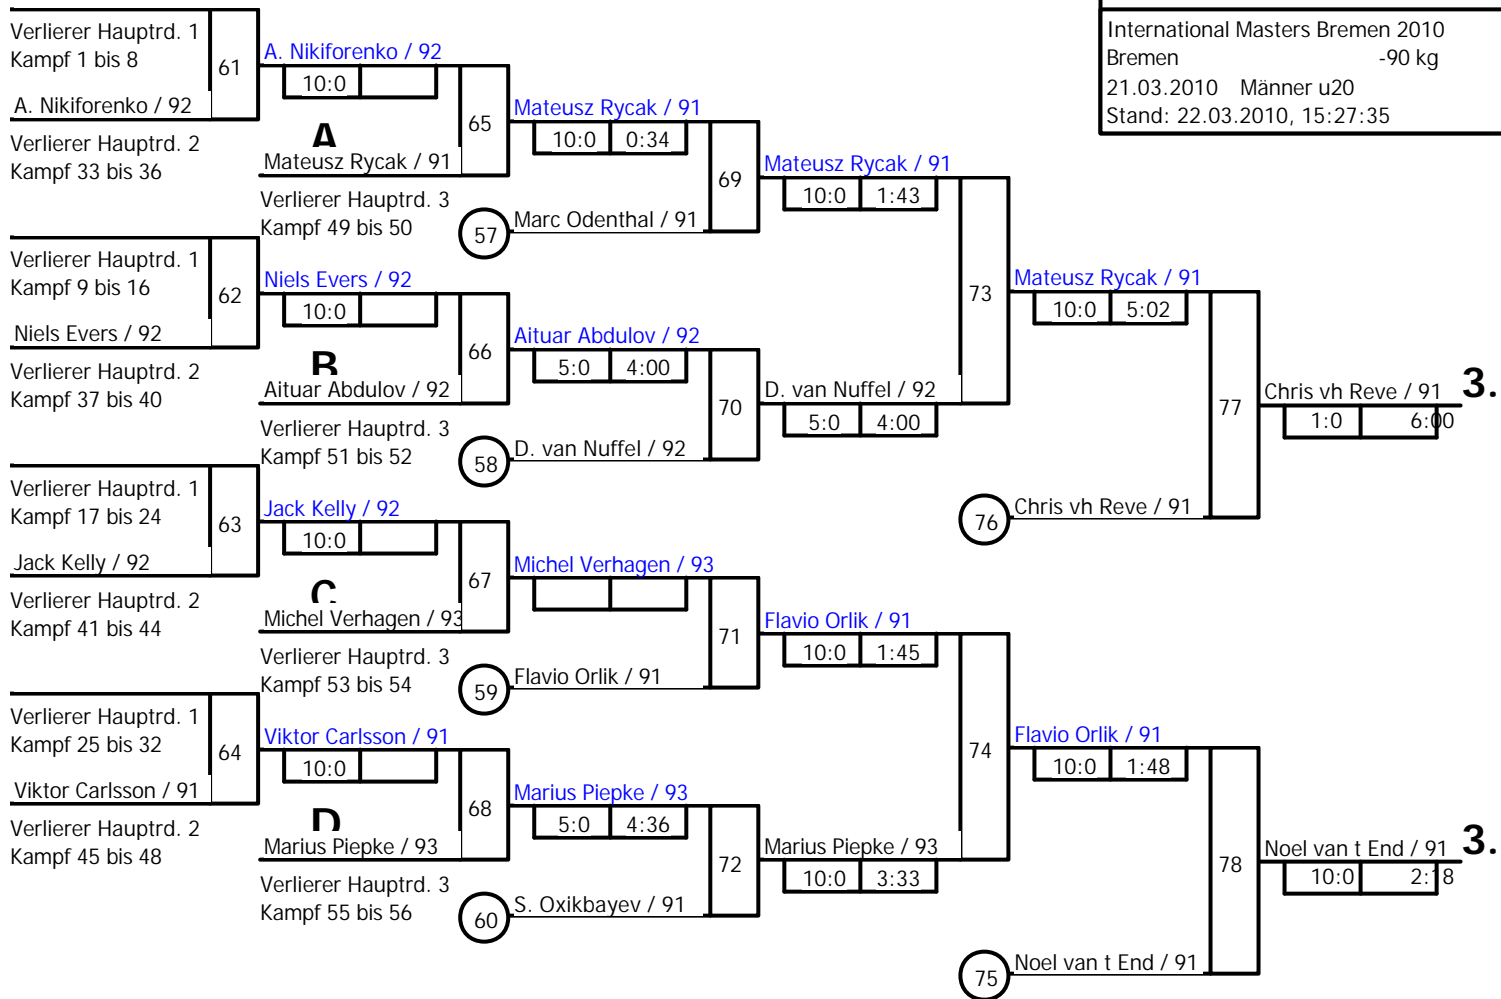 International Masters Bremen 2010
Bremen -90 kg
21.03.2010 Männer u20
Stand: 22.03.2010, 15:27:35
Verlierer Hauptrd. 1
Kampf 1 bis 8
61
A. Nikiforenko / 92
A. Nikiforenko / 92
10:0
Verlierer Hauptrd. 2
Kampf 33 bis 36
A
65
Mateusz Rycak / 91
Mateusz Rycak / 91
10:0 0:34
Verlierer Hauptrd. 3
Kampf 49 bis 50
57
Marc Odenthal / 91
69
Mateusz Rycak / 91
10:0 1:43
Verlierer Hauptrd. 1
Kampf 9 bis 16
62
Niels Evers / 92
Niels Evers / 92
10:0
Verlierer Hauptrd. 2
Kampf 37 bis 40
B
66
Aituar Abdulov / 92
Aituar Abdulov / 92
5:0 4:00
Verlierer Hauptrd. 3
Kampf 51 bis 52
58
D. van Nuffel / 92
70
D. van Nuffel / 92
5:0 4:00
73
Mateusz Rycak / 91
10:0 5:02
77
Chris vh Reve / 91 3.
1:0 6:00
76
Chris vh Reve / 91
Verlierer Hauptrd. 1
Kampf 17 bis 24
63
Jack Kelly / 92
Jack Kelly / 92
10:0
Verlierer Hauptrd. 2
Kampf 41 bis 44
C
67
Michel Verhagen / 93
Michel Verhagen / 93
Verlierer Hauptrd. 3
Kampf 53 bis 54
59
Flavio Orlik / 91
71
Flavio Orlik / 91
10:0 1:45
Verlierer Hauptrd. 1
Kampf 25 bis 32
64
Viktor Carlsson / 91
Viktor Carlsson / 91
10:0
Verlierer Hauptrd. 2
Kampf 45 bis 48
D
68
Marius Piepke / 93
Marius Piepke / 93
5:0 4:36
Verlierer Hauptrd. 3
Kampf 55 bis 56
60
S. Oxikbayev / 91
72
Marius Piepke / 93
10:0 3:33
74
Flavio Orlik / 91
10:0 1:48
78
Noel van t End / 91 3.
10:0 2:18
75
Noel van t End / 91